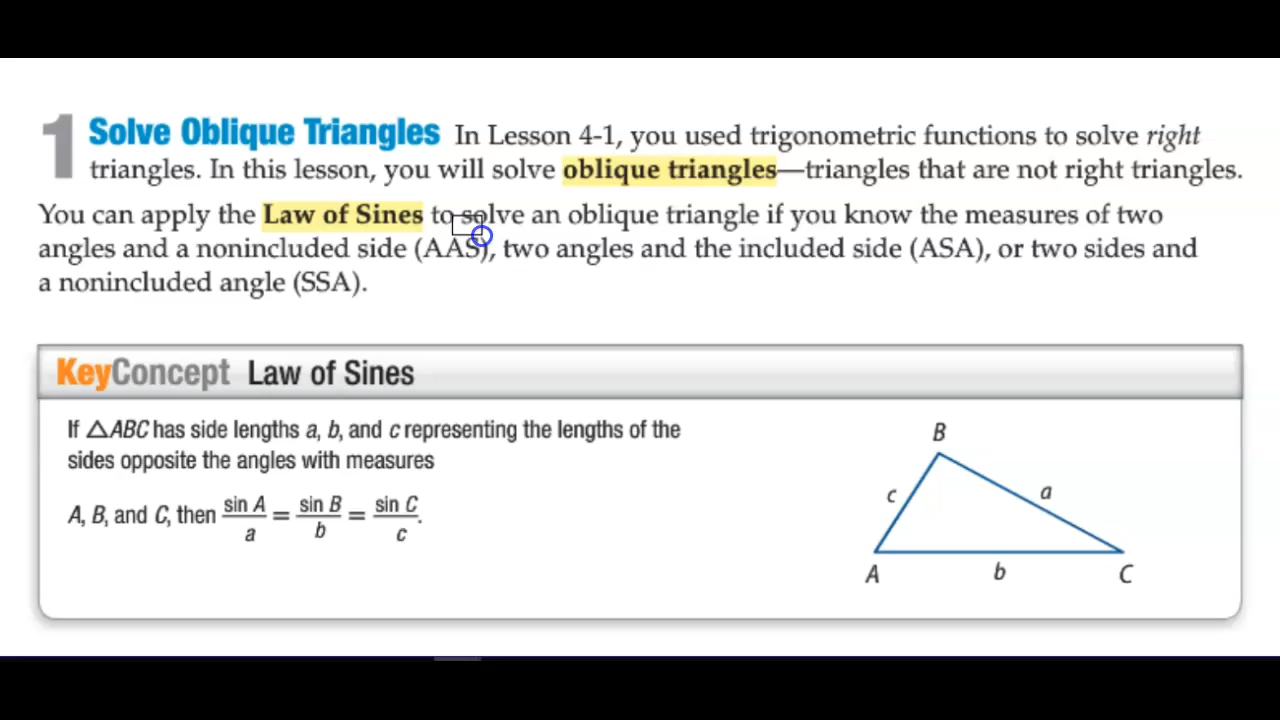 1 Solve Oblique Triangles In Lesson 4-1, you used trigonometric functions to solve right
triangles. In this lesson, you will solve oblique triangles—triangles that are not right triangles.
You can apply the Law of Sines to solve an oblique triangle if you know the measures of two
angles and a nonincluded side (AAS), two angles and the included side (ASA), or two sides and
a nonincluded angle (SSA).
KeyConcept Law of Sines
If △ABC has side lengths a, b, and c representing the lengths of the
sides opposite the angles with measures
A, B, and C, then sin A/a = sin B/b = sin C/c.
B
c
a
A
b
C